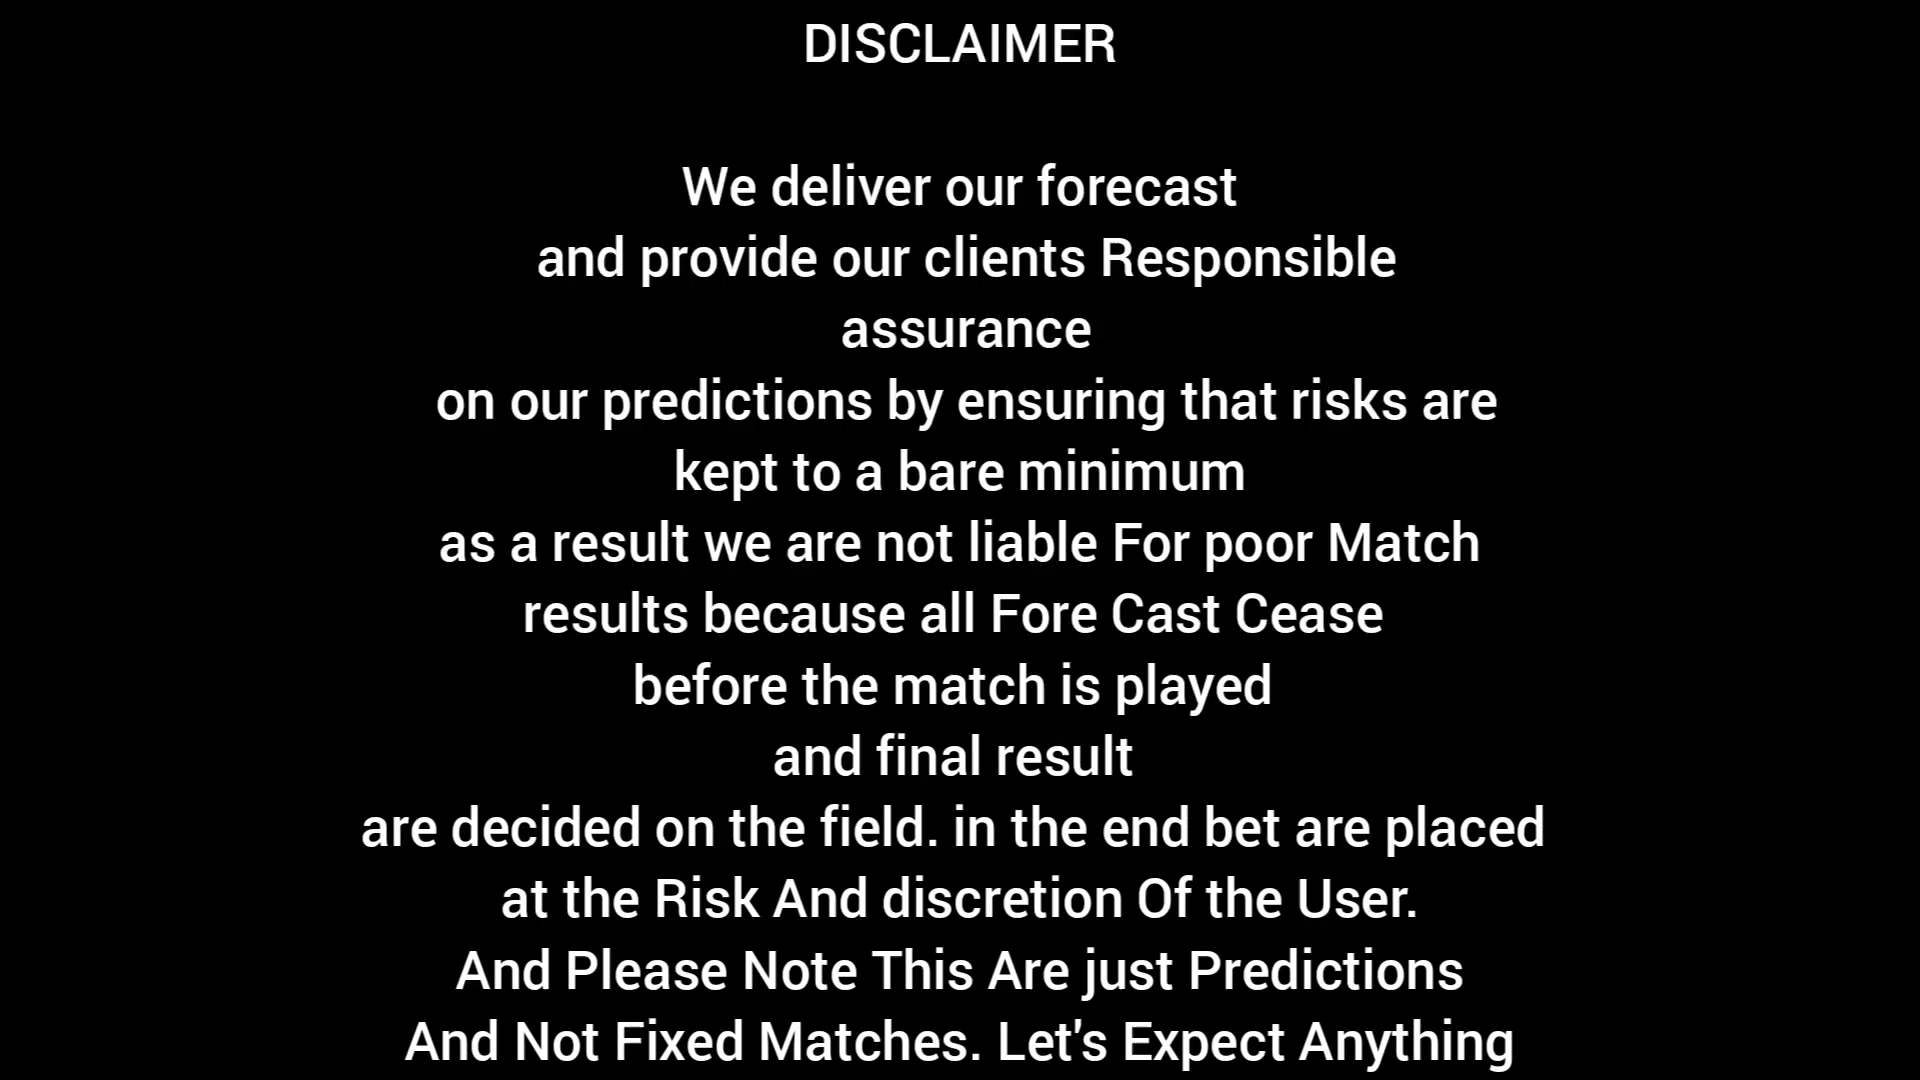 DISCLAIMER
We deliver our forecast
and provide our clients Responsible
assurance
on our predictions by ensuring that risks are
kept to a bare minimum
as a result we are not liable For poor Match
results because all Fore Cast Cease
before the match is played
and final result
are decided on the field. in the end bet are placed
at the Risk And discretion Of the User.
And Please Note This Are just Predictions
And Not Fixed Matches. Let's Expect Anything